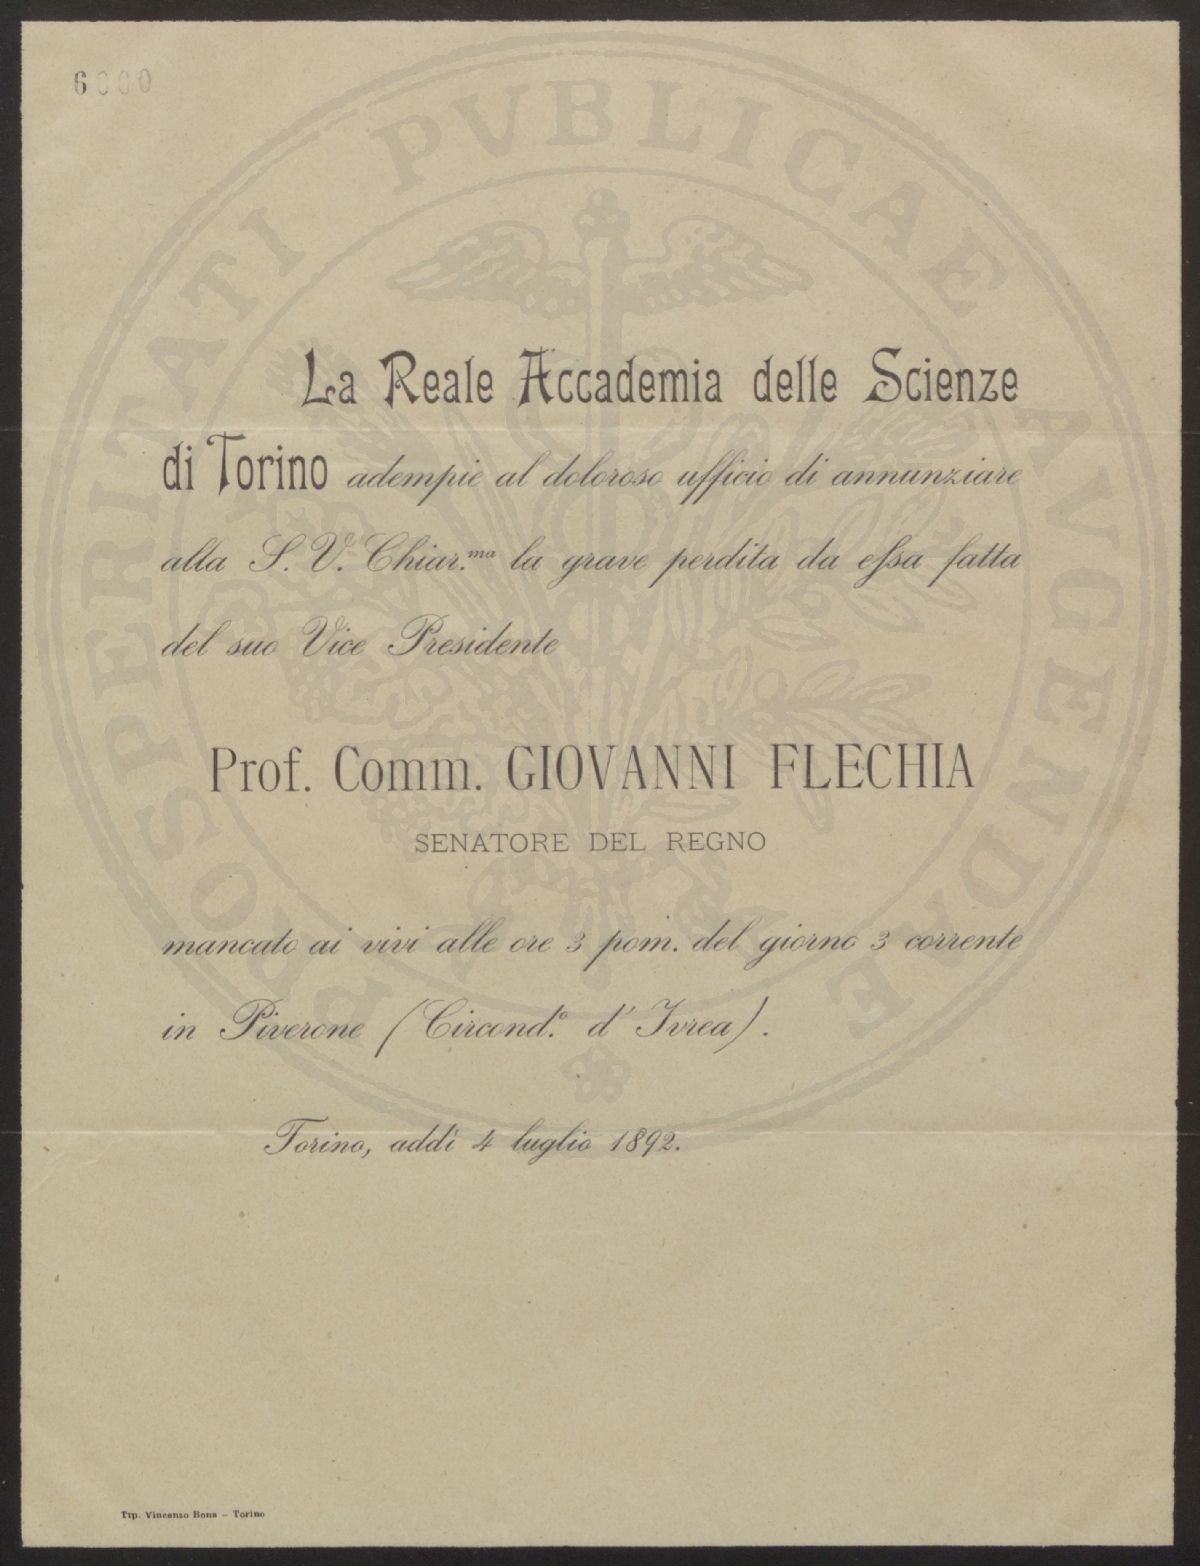 6000
La Reale Accademia delle Scienze
di Torino adempie al doloroso ufficio di annunziare
alla S. V. Chiar.ma la grave perdita da essa fatta
del suo Vice Presidente
Prof. Comm. GIOVANNI FLECHIA
SENATORE DEL REGNO
mancato ai vivi alle ore 3 pom. del giorno 3 corrente
in Piverone (Circond.o d'Ivrea).
Torino, addì 4 luglio 1892.
Tip. Vincenzo Bona – Torino
PROSPERITATI PVBLICAE AVGENDAE